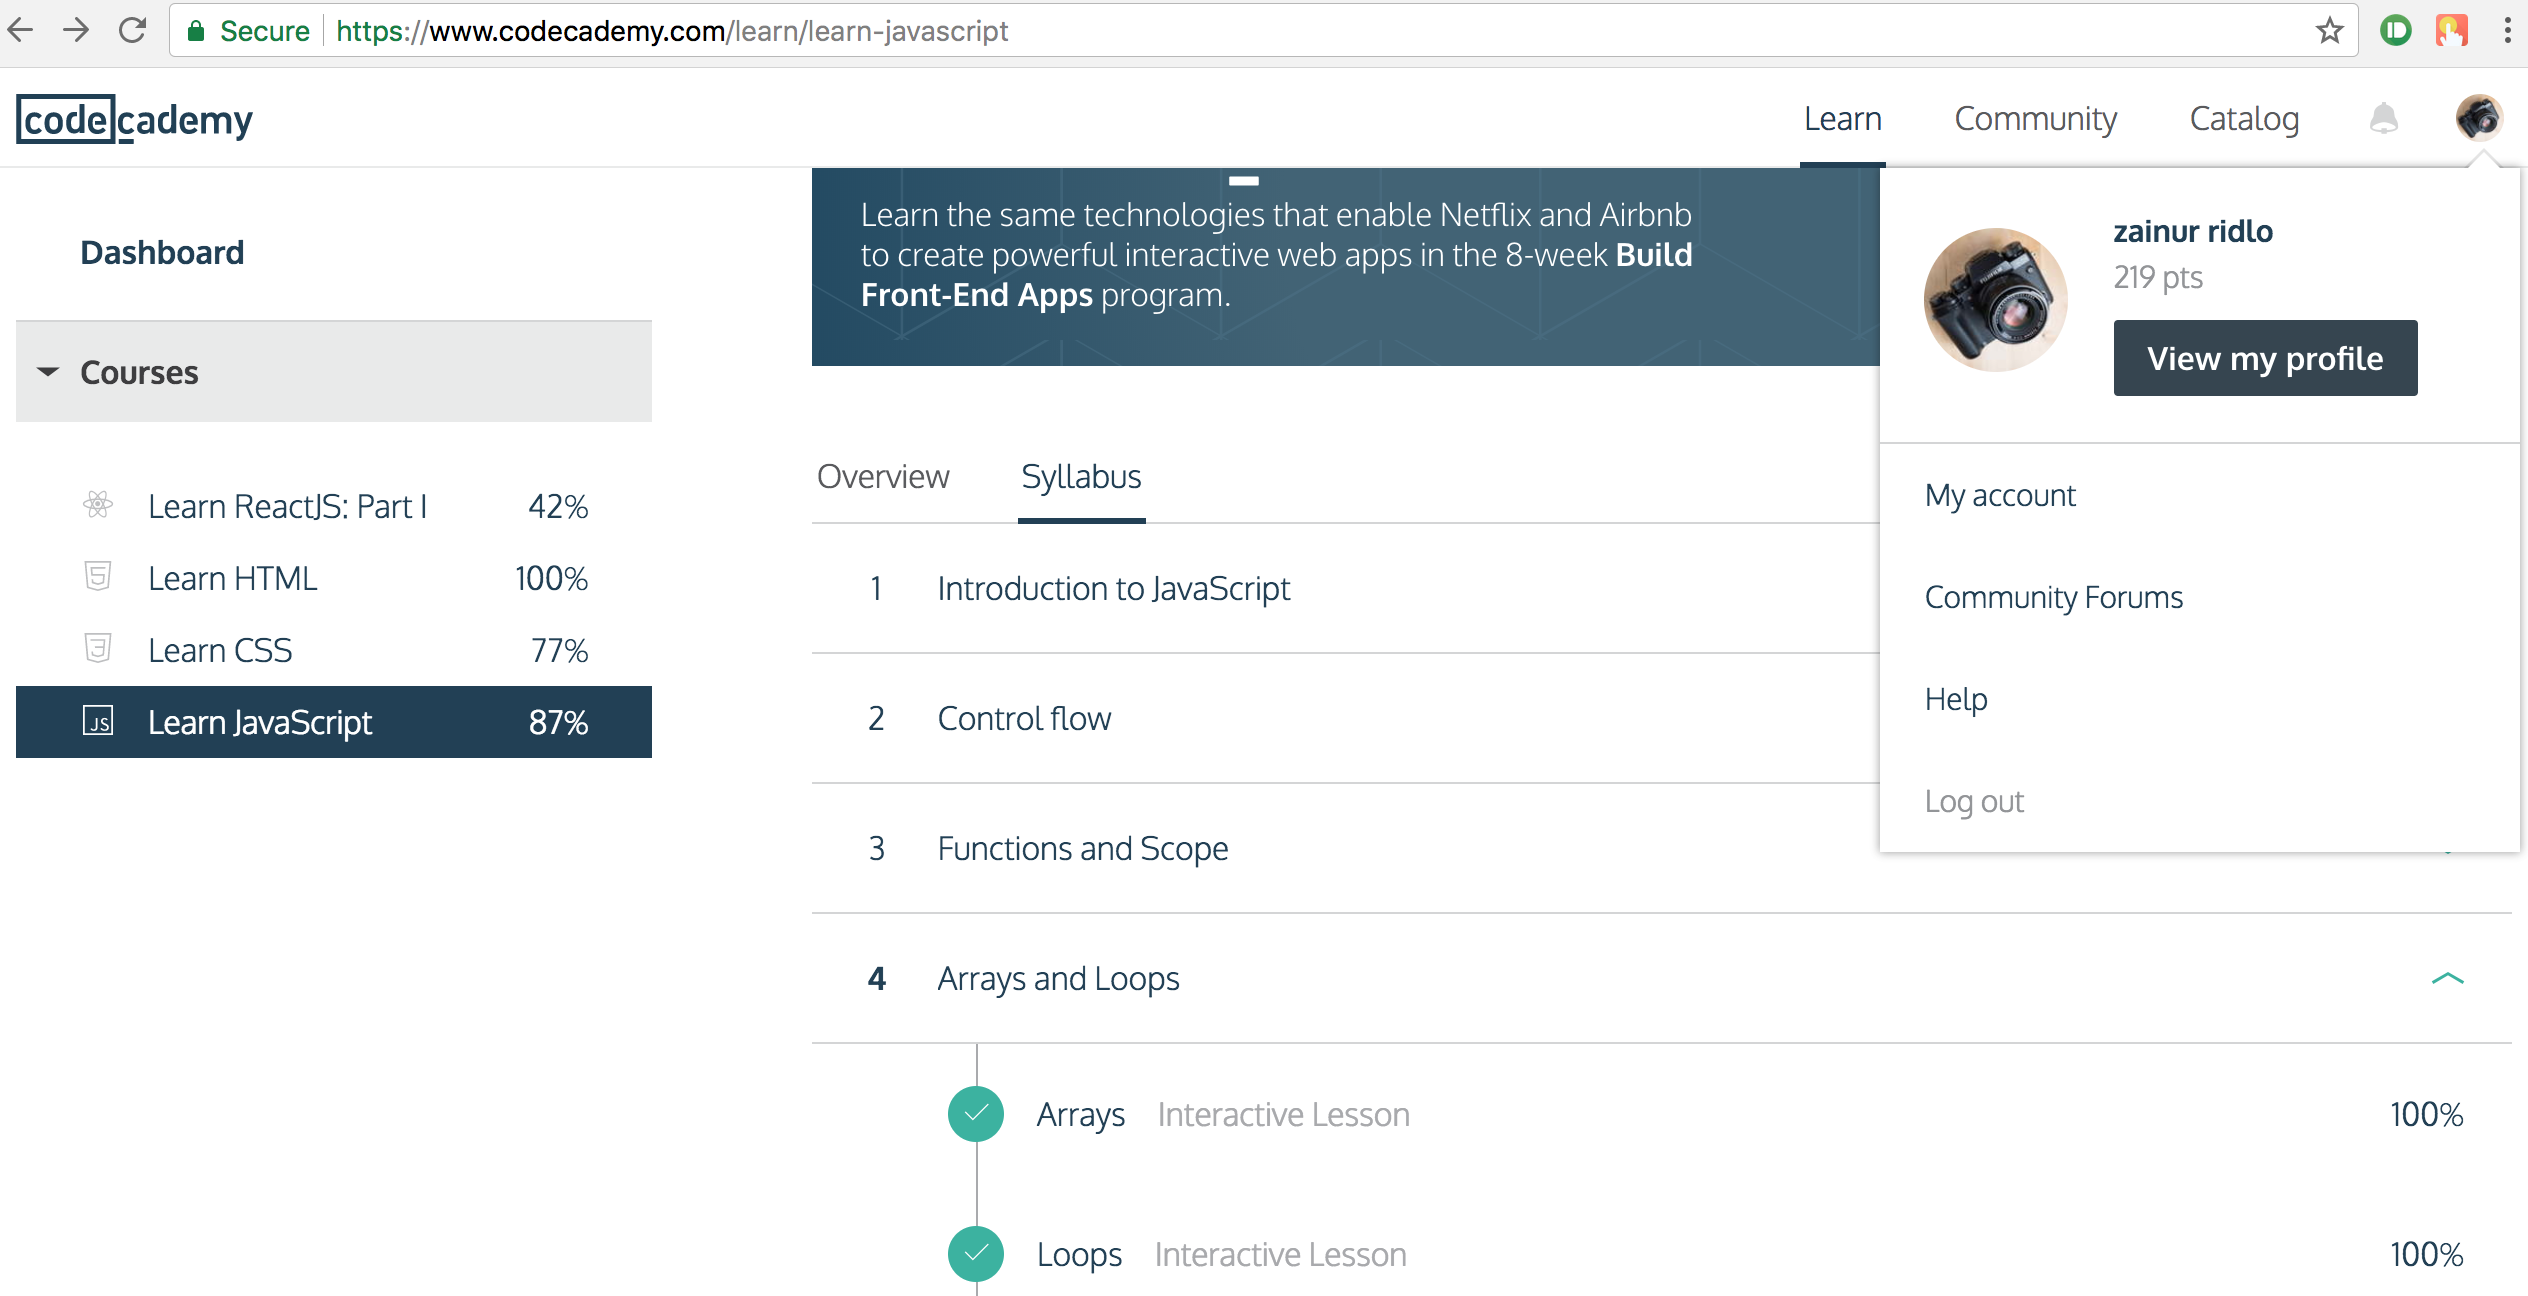 Secure https://www.codecademy.com/learn/learn-javascript
codecademy
Learn Community Catalog
Dashboard
Courses
Learn ReactJS: Part I 42%
Learn HTML 100%
Learn CSS 77%
JS Learn JavaScript 87%
Learn the same technologies that enable Netflix and Airbnb
to create powerful interactive web apps in the 8-week Build
Front-End Apps program.
Overview Syllabus
1 Introduction to JavaScript
2 Control flow
3 Functions and Scope
4 Arrays and Loops
Arrays Interactive Lesson 100%
Loops Interactive Lesson 100%
zainur ridlo
219 pts
View my profile
My account
Community Forums
Help
Log out